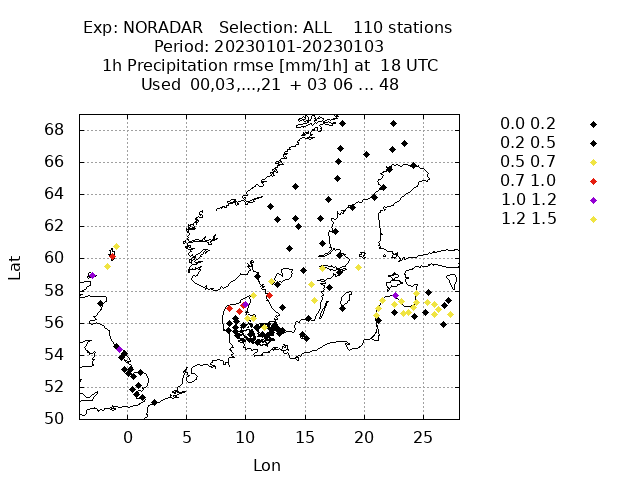 Exp: NORADAR Selection: ALL 110 stations
Period: 20230101-20230103
1h Precipitation rmse [mm/1h] at 18 UTC
Used 00,03,...,21 + 03 06 ... 48
68
66
64
62
60
58
56
54
52
50
Lat
0 5 10 15 20 25
Lon
0.0 0.2
0.2 0.5
0.5 0.7
0.7 1.0
1.0 1.2
1.2 1.5